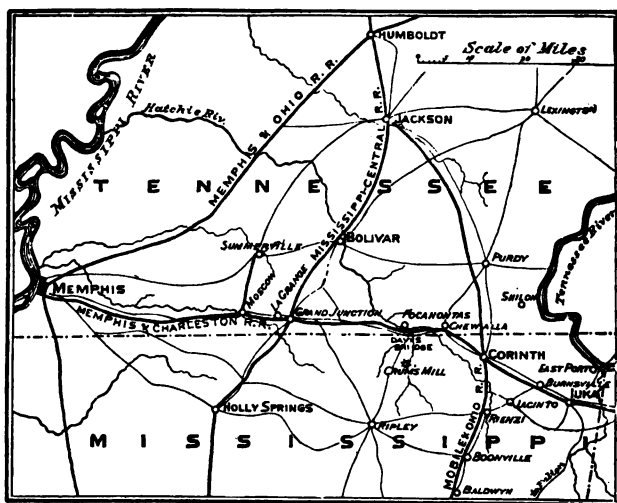 HUMBOLDT
Scale of Miles
MISSISSIPPI RIVER
Hatchie Riv.
MEMPHIS & OHIO R.R.
LEXINGTON
JACKSON
TENNESSEE
MISSISSIPPI CENTRAL R.R.
SUMMERVILLE
BOLIVAR
PURDY
Tennessee River
SHILOH
MEMPHIS
MOSCOW
LA GRANGE
GRAND JUNCTION
POCAHONTAS
CHEWALLA
MEMPHIS & CHARLESTON R.R.
DAVIS BRIDGE
CORINTH
EAST PORT
RUMS MILL
BURNSVILLE
IUKA
HOLLY SPRINGS
JACINTO
RIENZI
RIPLEY
MISSISSIPPI
MOBILE & OHIO R.R.
BOONVILLE
BALDWYN